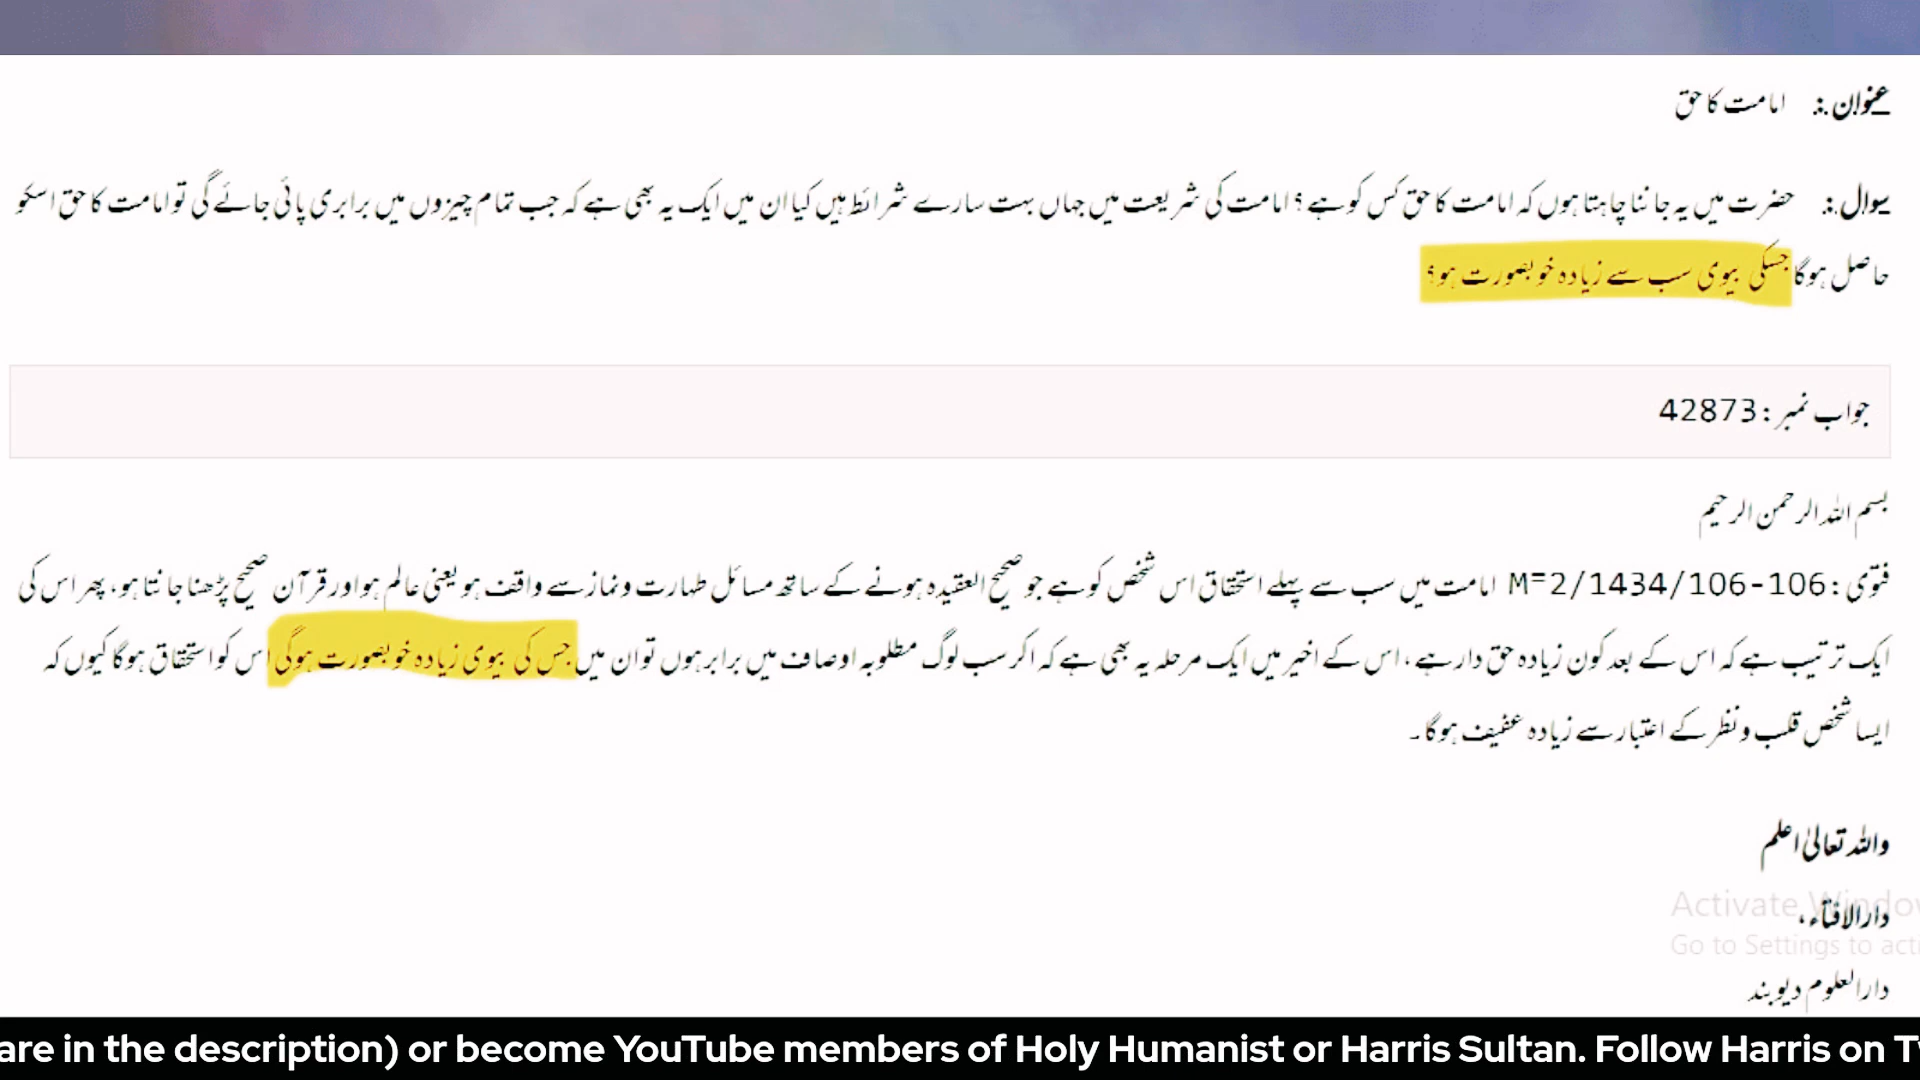 عنوان: امامت کا حق
سوال: حضرت میں یہ جاننا چاہتا ہوں کہ امامت کا حق کس کو ہے؟ امامت کی شریعت میں جہاں بہت سارے شرائط ہیں کیا ان میں ایک یہ بھی ہے کہ جب تمام چیزوں میں برابری پائی جائے گی تو امامت کا حق اسکو
حاصل ہوگا جسکی بیوی سب سے زیادہ خوبصورت ہو؟
جواب نمبر: 42873
بسم الله الرحمن الرحيم
فتوی: 106-106/M=2/1434 امامت میں سب سے پہلے استحقاق اس شخص کو ہے جو صحیح العقیدہ ہونے کے ساتھ مسائل طہارت و نماز سے واقف ہو یعنی عالم ہو اور قرآن صحیح پڑھنا جانتا ہو، پھر اس کی
ایک ترتیب ہے کہ اس کے بعد کون زیادہ حق دار ہے، اس کے اخیر میں ایک مرحلہ یہ بھی ہے کہ اگر سب لوگ مطلوبہ اوصاف میں برابر ہوں تو ان میں جس کی بیوی زیادہ خوبصورت ہوگی اس کو استحقاق ہوگا کیوں کہ
ایسا شخص قلب و نظر کے اعتبار سے زیادہ عفیف ہوگا۔
واللہ تعالیٰ اعلم
دارالافتاء،
دارالعلوم دیوبند
Activate Windo
Go to Settings to acti
are in the description) or become YouTube members of Holy Humanist or Harris Sultan. Follow Harris on Tw